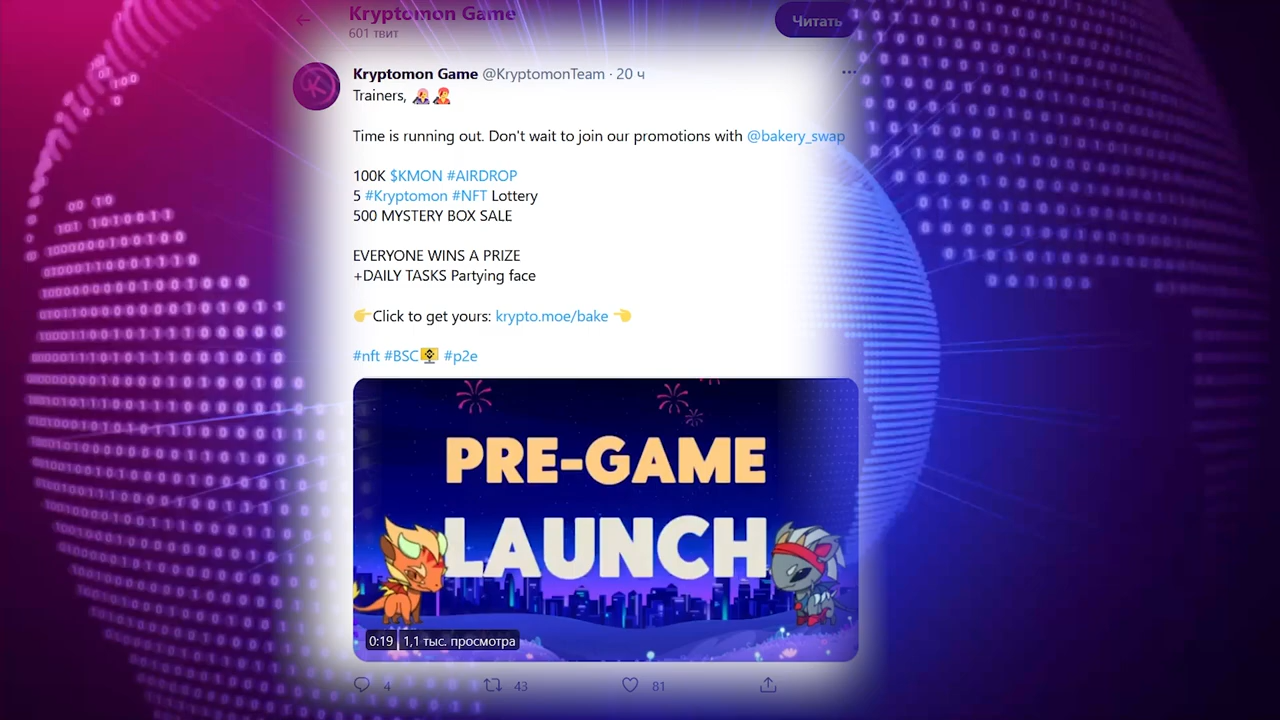 Kryptomon Game
601 твит
Читать
Kryptomon Game @KryptomonTeam · 20 ч
Trainers,
Time is running out. Don't wait to join our promotions with @bakery_swap
100K $KMON #AIRDROP
5 #Kryptomon #NFT Lottery
500 MYSTERY BOX SALE
EVERYONE WINS A PRIZE
+DAILY TASKS Partying face
👉Click to get yours: krypto.moe/bake 👈
#nft #BSC #p2e
PRE-GAME
LAUNCH
0:19 1,1 тыс. просмотра
4 43 81